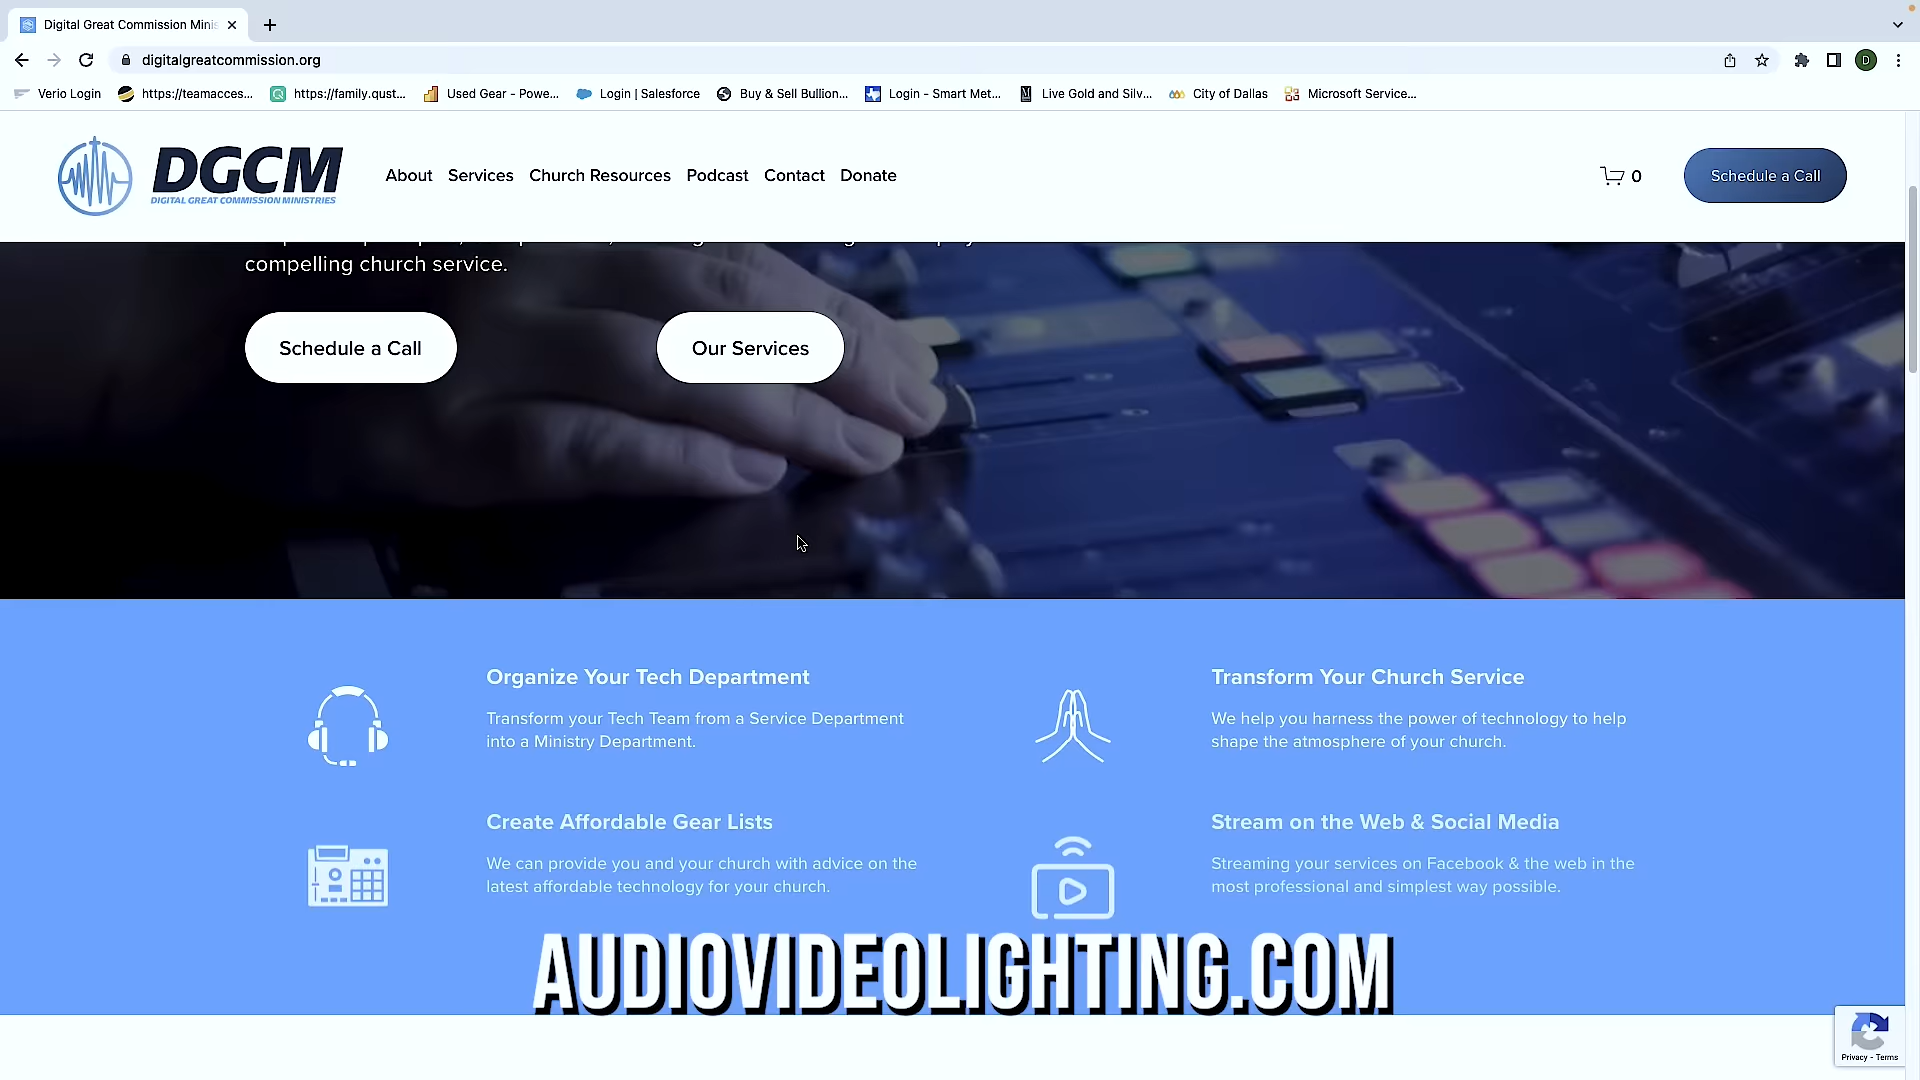 Digital Great Commission Minis
digitalgreatcommission.org
Verio Login
https://teamacces...
https://family.qust...
Used Gear - Powe...
Login | Salesforce
Buy & Sell Bullion...
Login - Smart Met...
Live Gold and Silv...
City of Dallas
Microsoft Service...
D
DGCM
DIGITAL GREAT COMMISSION MINISTRIES
About
Services
Church Resources
Podcast
Contact
Donate
0
Schedule a Call
compelling church service.
Schedule a Call
Our Services
Organize Your Tech Department
Transform your Tech Team from a Service Department
into a Ministry Department.
Transform Your Church Service
We help you harness the power of technology to help
shape the atmosphere of your church.
Create Affordable Gear Lists
We can provide you and your church with advice on the
latest affordable technology for your church.
Stream on the Web & Social Media
Streaming your services on Facebook & the web in the
most professional and simplest way possible.
AUDIOVIDEOLIGHTING.COM
Privacy - Terms